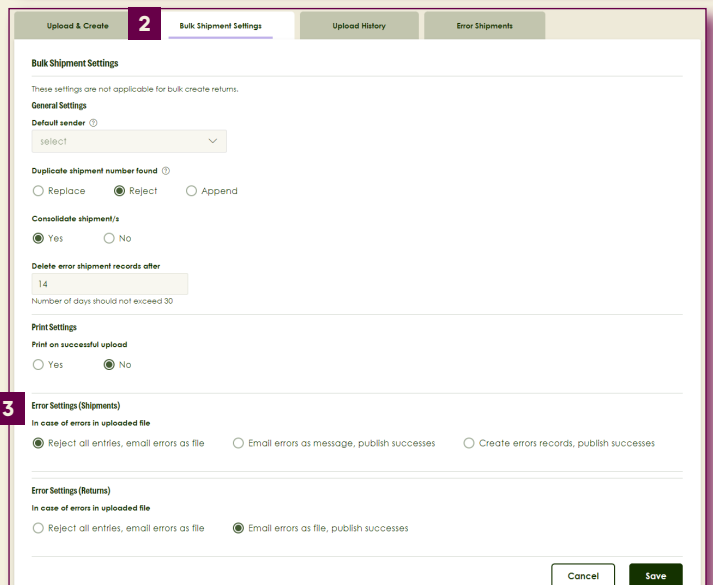 Upload & Create
2
Bulk Shipment Settings
Upload History
Error Shipments
Bulk Shipment Settings
These settings are not applicable for bulk create returns.
General Settings
Default sender ?
select
Duplicate shipment number found ?
Replace Reject Append
Consolidate shipment/s
Yes No
Delete error shipment records after
14
Number of days should not exceed 30
Print Settings
Print on successful upload
Yes No
3
Error Settings (Shipments)
In case of errors in uploaded file
Reject all entries, email errors as file Email errors as message, publish successes Create errors records, publish successes
Error Settings (Returns)
In case of errors in uploaded file
Reject all entries, email errors as file Email errors as file, publish successes
Cancel Save